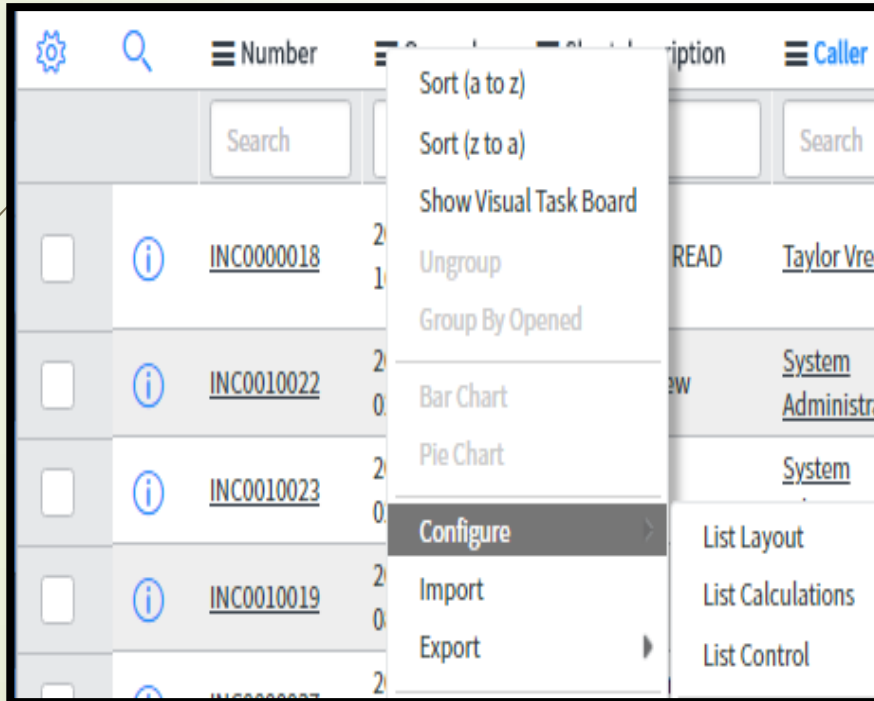 Number
Caller
Search
Search
Sort (a to z)
Sort (z to a)
Show Visual Task Board
Ungroup
Group By Opened
Bar Chart
Pie Chart
Configure
Import
Export
List Layout
List Calculations
List Control
INC0000018
READ
Taylor Vre
INC0010022
System
Administra
INC0010023
System
INC0010019